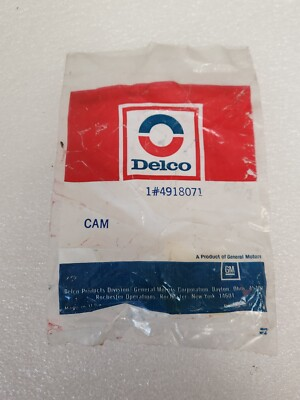 Delco
1#4918071
CAM
A Product of General Motors
GM
Delco Products Division, General Motors Corporation, Dayton, Ohio
Rochester Operations, Rochester, New York 14601